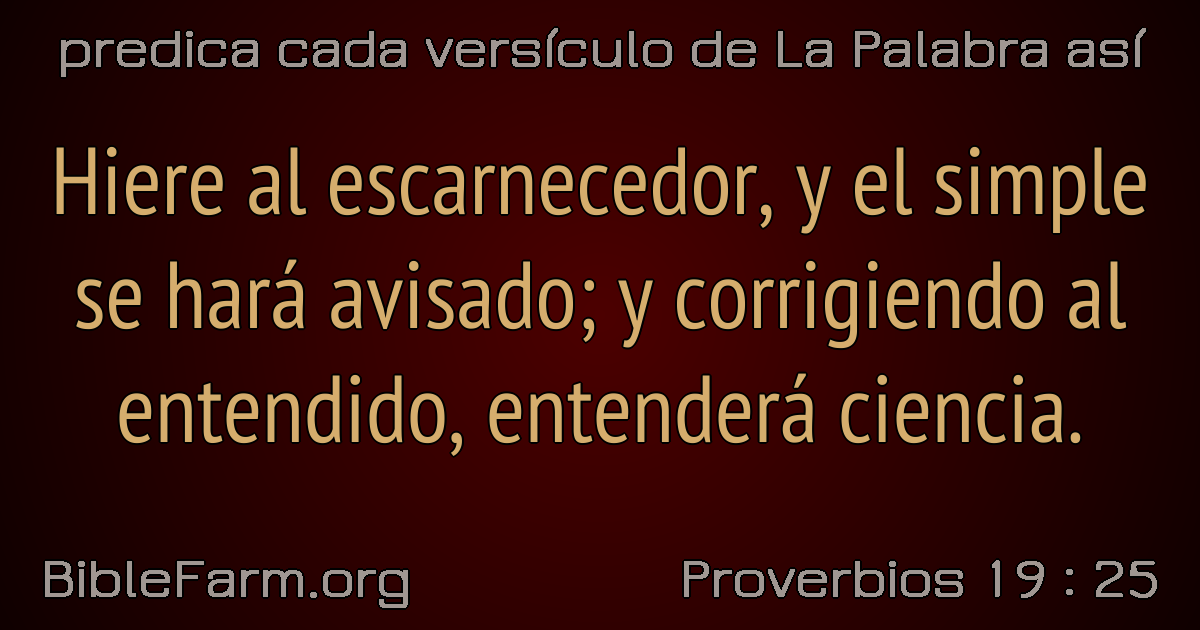 predica cada versículo de La Palabra así
Hiere al escarnecedor, y el simple
se hará avisado; y corrigiendo al
entendido, entenderá ciencia.
BibleFarm.org
Proverbios 19 : 25